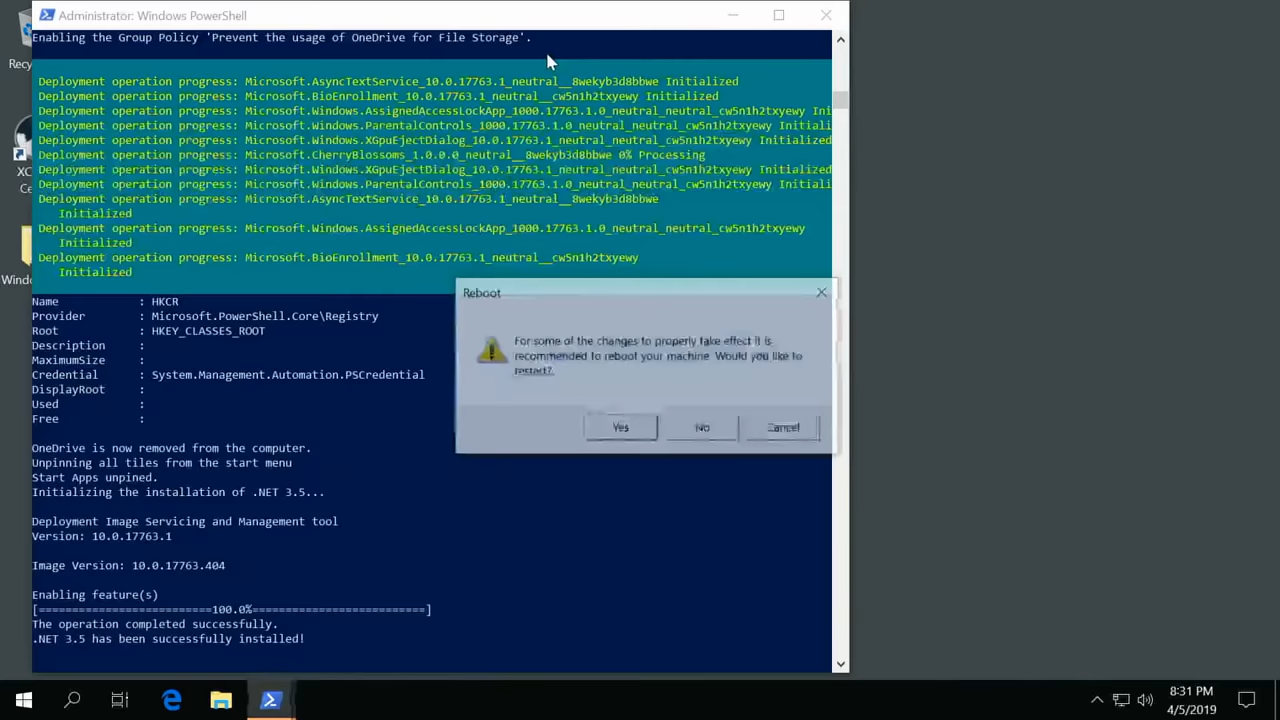 Administrator: Windows PowerShell
Enabling the Group Policy 'Prevent the usage of OneDrive for File Storage'.
Deployment operation progress: Microsoft.AsyncTextService_10.0.17763.1_neutral__8wekyb3d8bbwe Initialized
Deployment operation progress: Microsoft.BioEnrollment_10.0.17763.1_neutral__cw5n1h2txyewy Initialized
Deployment operation progress: Microsoft.Windows.AssignedAccessLockApp_1000.17763.1.0_neutral_neutral_cw5n1h2txyewy Ini
Deployment operation progress: Microsoft.Windows.ParentalControls_1000.17763.1.0_neutral_neutral_cw5n1h2txyewy Initiali
Deployment operation progress: Microsoft.Windows.XGpuEjectDialog_10.0.17763.1_neutral_neutral_cw5n1h2txyewy Initialized
Deployment operation progress: Microsoft.CherryBlossoms_1.0.0.0_neutral__8wekyb3d8bbwe 0% Processing
Deployment operation progress: Microsoft.Windows.XGpuEjectDialog_10.0.17763.1_neutral_neutral_cw5n1h2txyewy Initialized
Deployment operation progress: Microsoft.Windows.ParentalControls_1000.17763.1.0_neutral_neutral_cw5n1h2txyewy Initiali
Deployment operation progress: Microsoft.AsyncTextService_10.0.17763.1_neutral__8wekyb3d8bbwe
Initialized
Deployment operation progress: Microsoft.Windows.AssignedAccessLockApp_1000.17763.1.0_neutral_neutral_cw5n1h2txyewy
Initialized
Deployment operation progress: Microsoft.BioEnrollment_10.0.17763.1_neutral__cw5n1h2txyewy
Initialized
Name : HKCR
Provider : Microsoft.PowerShell.Core\Registry
Root : HKEY_CLASSES_ROOT
Description :
MaximumSize :
Credential : System.Management.Automation.PSCredential
DisplayRoot :
Used :
Free :
OneDrive is now removed from the computer.
Unpinning all tiles from the start menu
Start Apps unpined.
Initializing the installation of .NET 3.5...
Deployment Image Servicing and Management tool
Version: 10.0.17763.1
Image Version: 10.0.17763.404
Enabling feature(s)
[==========================100.0%==========================]
The operation completed successfully.
.NET 3.5 has been successfully installed!
Reboot
For some of the changes to properly take effect it is
recommended to reboot your machine. Would you like to
restart?
Yes No Cancel
Recy
XC
Ce
Windo
8:31 PM
4/5/2019